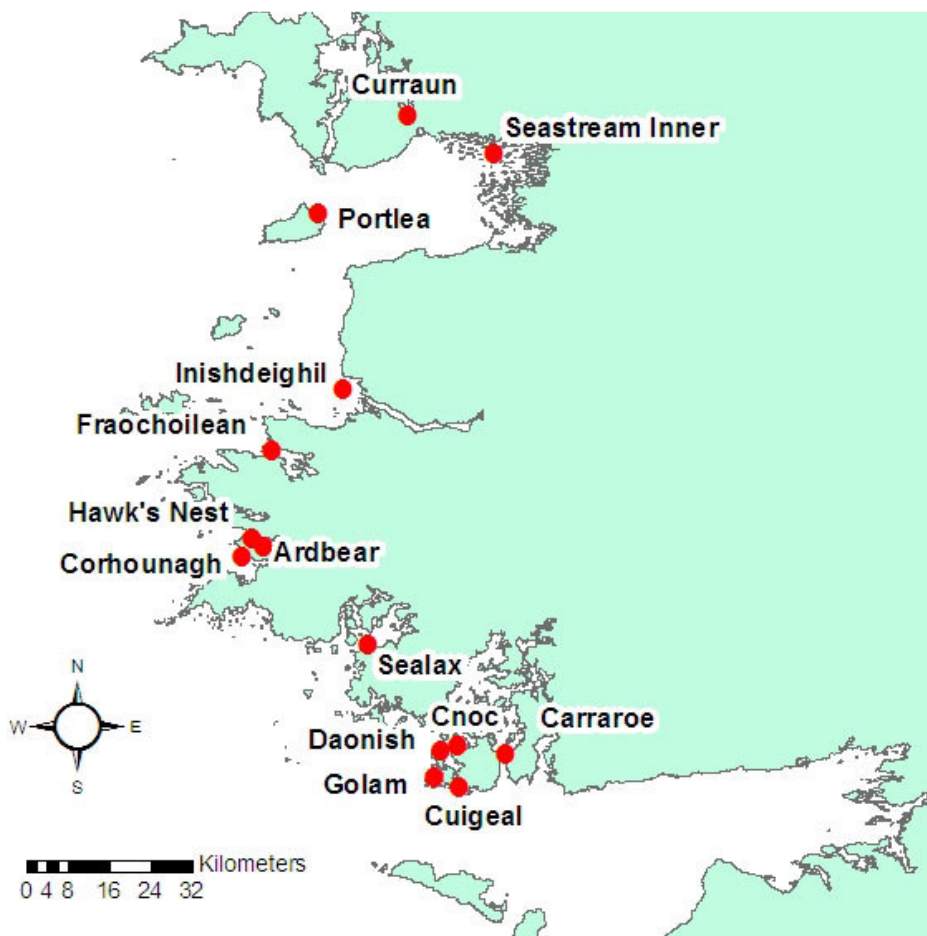 Curraun
Seastream Inner
Portlea
Inishdeighil
Fraochoilean
Hawk's Nest
Ardbear
Corhounagh
Sealax
Cnoc
Carraroe
Daonish
Golam
Cuigeal
N
W E
S
Kilometers
0 4 8 16 24 32